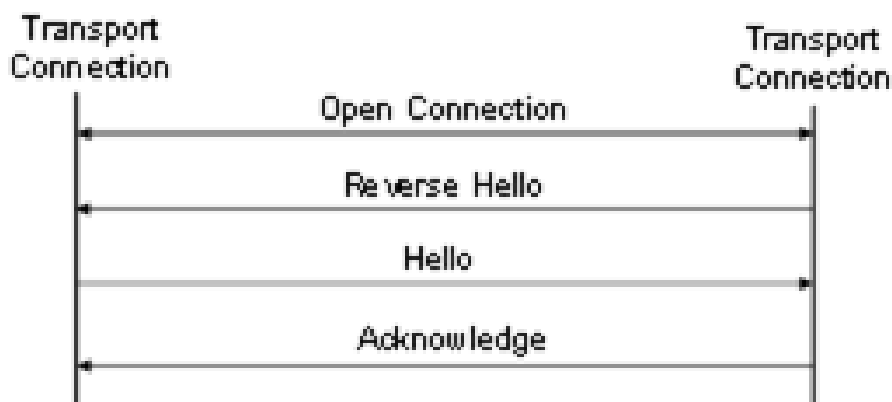 Transport
Connection
Transport
Connection
Open Connection
Reverse Hello
Hello
Acknowledge